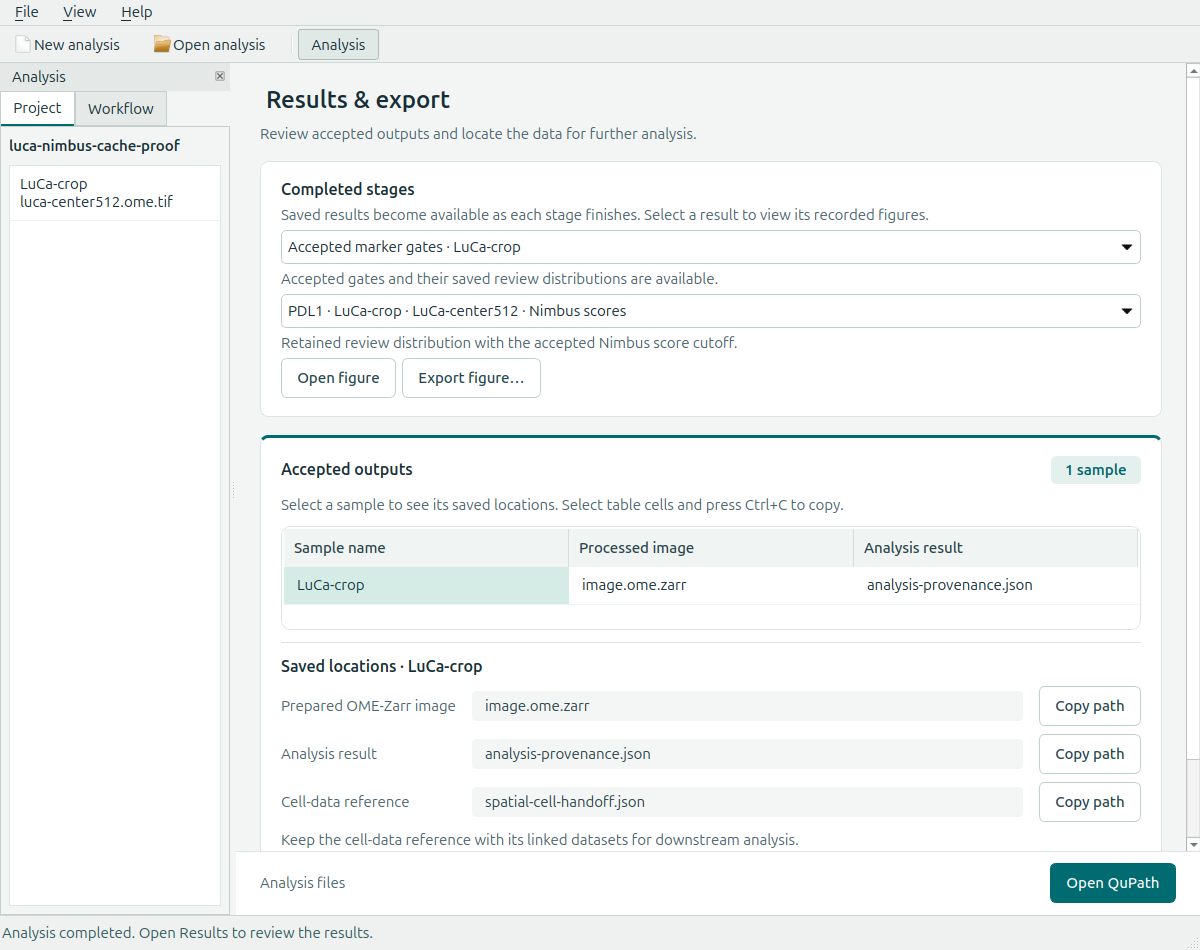 File View Help
New analysis Open analysis Analysis
Analysis
Project Workflow
luca-nimbus-cache-proof
LuCa-crop
luca-center512.ome.tif
Results & export
Review accepted outputs and locate the data for further analysis.
Completed stages
Saved results become available as each stage finishes. Select a result to view its recorded figures.
Accepted marker gates · LuCa-crop
Accepted gates and their saved review distributions are available.
PDL1 · LuCa-crop · LuCa-center512 · Nimbus scores
Retained review distribution with the accepted Nimbus score cutoff.
Open figure Export figure…
Accepted outputs 1 sample
Select a sample to see its saved locations. Select table cells and press Ctrl+C to copy.
Sample name Processed image Analysis result
LuCa-crop image.ome.zarr analysis-provenance.json
Saved locations · LuCa-crop
Prepared OME-Zarr image image.ome.zarr Copy path
Analysis result analysis-provenance.json Copy path
Cell-data reference spatial-cell-handoff.json Copy path
Keep the cell-data reference with its linked datasets for downstream analysis.
Analysis files Open QuPath
Analysis completed. Open Results to review the results.